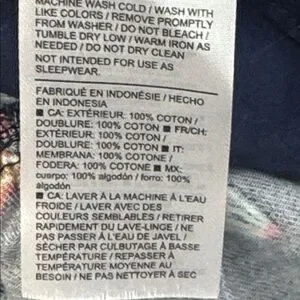 MACHINE WASH COLD / WASH WITH
LIKE COLORS / REMOVE PROMPTLY
FROM WASHER / DO NOT BLEACH /
TUMBLE DRY LOW / WARM IRON AS
NEEDED / DO NOT DRY CLEAN
NOT INTENDED FOR USE AS
SLEEPWEAR.
FABRIQUÉ EN INDONÉSIE / HECHO
EN INDONESIA
■ CA: EXTÉRIEUR: 100% COTON /
DOUBLURE: 100% COTON ■ FR/CH:
EXTÉRIEUR: 100% COTON /
DOUBLURE: 100% COTON ■ IT:
MEMBRANA: 100% COTONE /
FODERA: 100% COTONE ■ MX:
cuerpo: 100% algodón / forro: 100%
algodón
■ CA: LAVER À LA MACHINE À L'EAU
FROIDE / LAVER AVEC DES
COULEURS SEMBLABLES / RETIRER
RAPIDEMENT DU LAVE-LINGE / NE
PAS PASSER À L'EAU DE JAVEL /
SÉCHER PAR CULBUTAGE À BASSE
TEMPÉRATURE / REPASSER À
TEMPÉRATURE MOYENNE AU
BESOIN / NE PAS NETTOYER À SEC